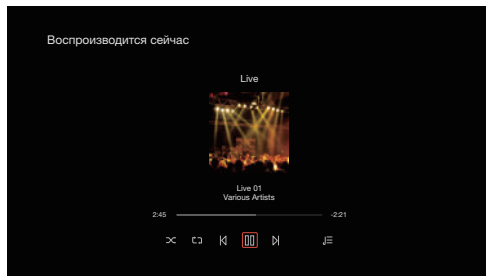 Воспроизводится сейчас
Live
Live 01
Various Artists
2:45 -2:21